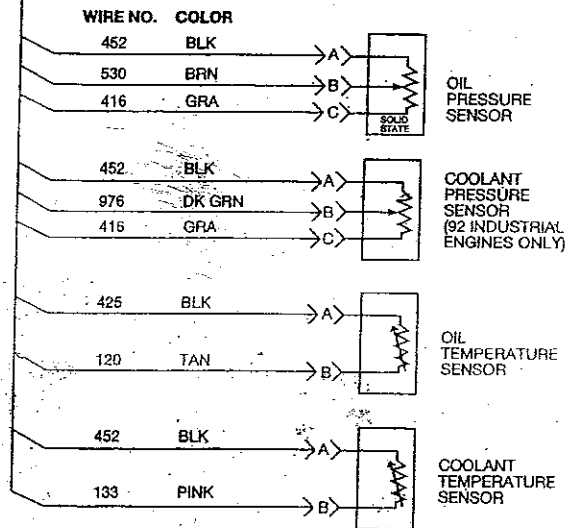 WIRE NO. COLOR
452 BLK A
530 BRN B
416 GRA C
SOLID
STATE
OIL
PRESSURE
SENSOR
452 BLK A
976 DK GRN B
416 GRA C
COOLANT
PRESSURE
SENSOR
(92 INDUSTRIAL
ENGINES ONLY)
425 BLK A
120 TAN B
OIL
TEMPERATURE
SENSOR
452 BLK A
133 PINK B
COOLANT
TEMPERATURE
SENSOR